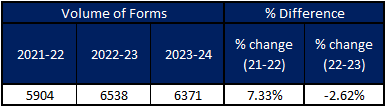 Volume of Forms % Difference
2021-22 2022-23 2023-24 % change (21-22) % change (22-23)
5904 6538 6371 7.33% -2.62%